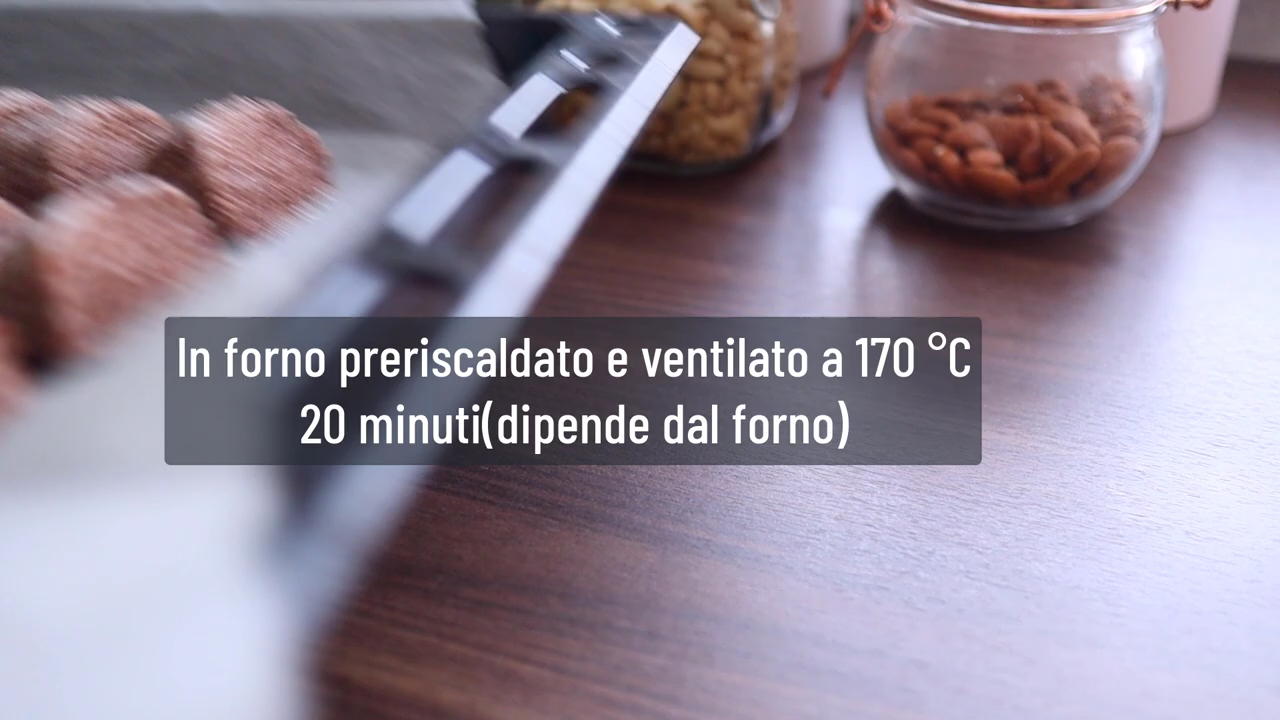 In forno preriscaldato e ventilato a 170 °C
20 minuti(dipende dal forno)